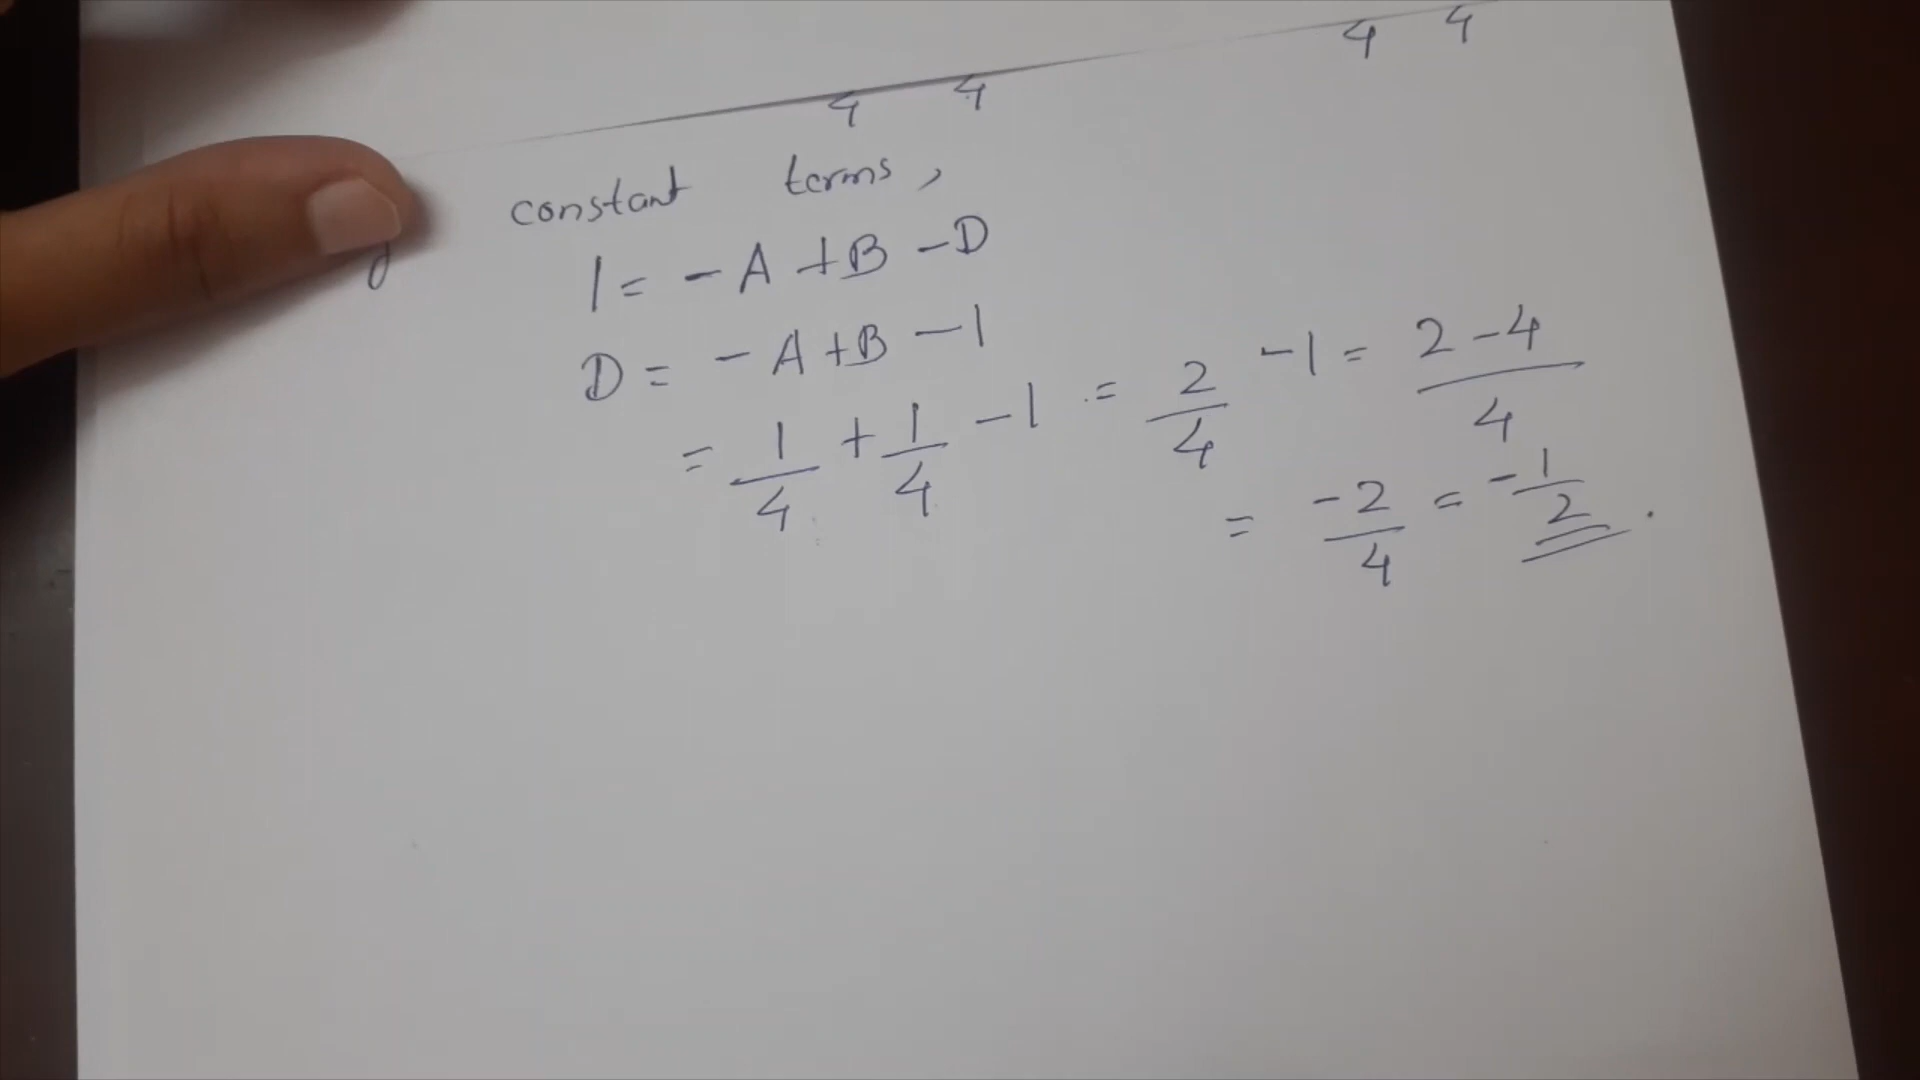 4 4
4 4
constant terms,
1 = -A + B - D
D = -A + B - 1
= 1/4 + 1/4 - 1 = 2/4 - 1 = 2-4/4
= -2/4 = -1/2.